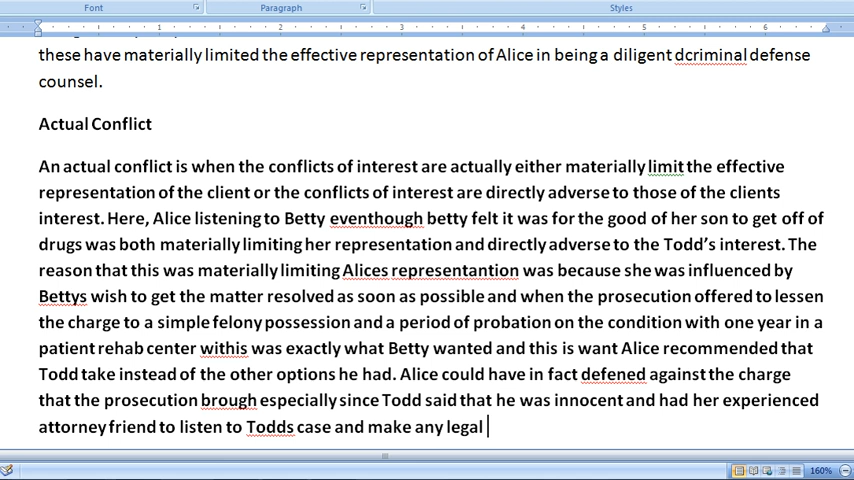 Font Paragraph Styles
1 2 3 4 5 6
these have materially limited the effective representation of Alice in being a diligent dcriminal defense
counsel.
Actual Conflict
An actual conflict is when the conflicts of interest are actually either materially limit the effective
representation of the client or the conflicts of interest are directly adverse to those of the clients
interest. Here, Alice listening to Betty eventhough betty felt it was for the good of her son to get off of
drugs was both materially limiting her representation and directly adverse to the Todd's interest. The
reason that this was materially limiting Alices representantion was because she was influenced by
Bettys wish to get the matter resolved as soon as possible and when the prosecution offered to lessen
the charge to a simple felony possession and a period of probation on the condition with one year in a
patient rehab center withis was exactly what Betty wanted and this is want Alice recommended that
Todd take instead of the other options he had. Alice could have in fact defened against the charge
that the prosecution brough especially since Todd said that he was innocent and had her experienced
attorney friend to listen to Todds case and make any legal
160%